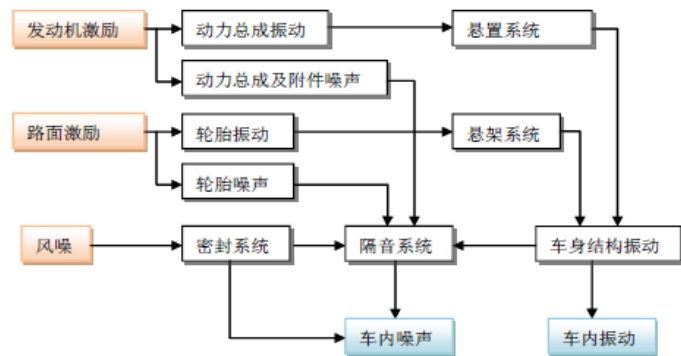 发动机激励
动力总成振动
悬置系统
动力总成及附件噪声
路面激励
轮胎振动
悬架系统
轮胎噪声
风噪
密封系统
隔音系统
车身结构振动
车内噪声
车内振动